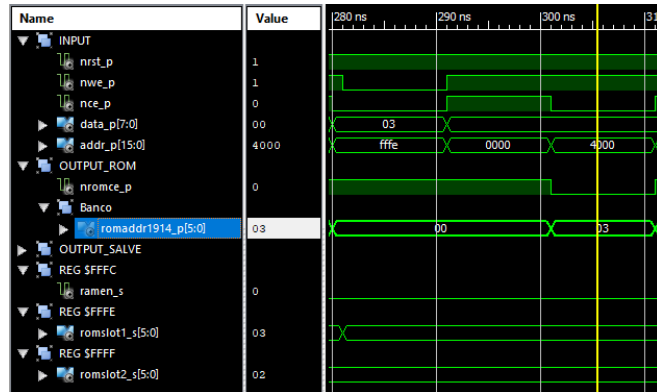 Name Value 280 ns 290 ns 300 ns 31
INPUT
nrst_p 1
nwe_p 1
nce_p 0
data_p[7:0] 00 03
addr_p[15:0] 4000 fffe 0000 4000
OUTPUT_ROM
nromce_p 0
Banco
romaddr1914_p[5:0] 03 00 03
OUTPUT_SALVE
REG $FFFC
ramen_s 0
REG $FFFE
romslot1_s[5:0] 03
REG $FFFF
romslot2_s[5:0] 02